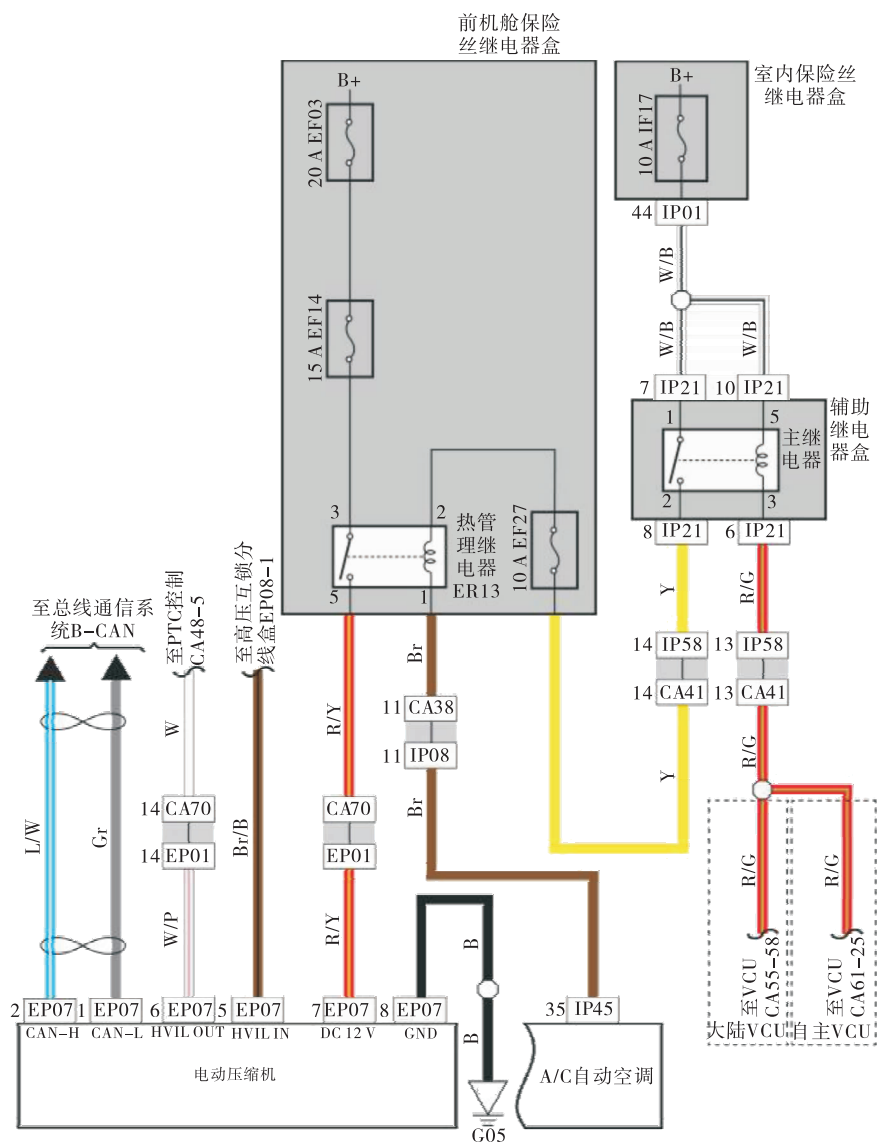 前机舱保险
丝继电器盒
室内保险丝
继电器盒
B+
20 A EF03
15 A EF14
B+
10 A IF17
44 IP01
W/B
W/B
W/B
7 IP21
10 IP21
辅助
继电
器盒
1
5
主继
电器
2
3
8 IP21
6 IP21
3
2
热管
理继
电器
ER13
5
1
10 A EF27
Y
R/G
14 IP58
13 IP58
14 CA41
13 CA41
Y
R/G
R/G
R/G
至VCU
CA55-58
至VCU
CA61-25
大陆VCU
自主VCU
至总线通信系
统B-CAN
至PTC控制
CA48-5
至高压互锁分
线盒EP08-1
L/W
Gr
W
14 CA70
14 EP01
W/P
Br/B
R/Y
CA70
EP01
R/Y
Br
11 CA38
11 IP08
Br
B
B
2 EP07
1 EP07
6 EP07
5 EP07
7 EP07
8 EP07
35 IP45
CAN-H
CAN-L
HVIL OUT
HVIL IN
DC 12 V
GND
电动压缩机
A/C自动空调
G05